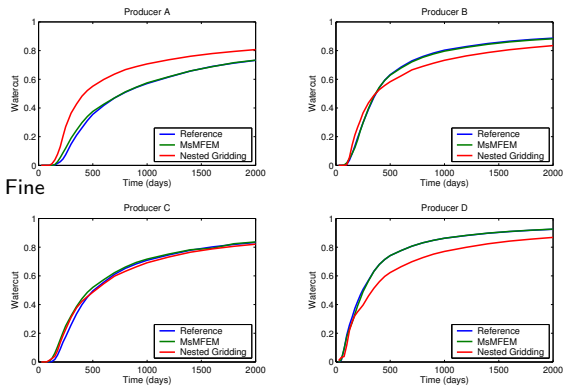 Producer A
1
0.8
0.6
0.4
0.2
0
Watercut
0 500 1000 1500 2000
Time (days)
Reference
MsMFEM
Nested Gridding
Producer B
1
0.8
0.6
0.4
0.2
0
Watercut
0 500 1000 1500 2000
Time (days)
Reference
MsMFEM
Nested Gridding
Fine
Producer C
1
0.8
0.6
0.4
0.2
0
Watercut
0 500 1000 1500 2000
Time (days)
Reference
MsMFEM
Nested Gridding
Producer D
1
0.8
0.6
0.4
0.2
0
Watercut
0 500 1000 1500 2000
Time (days)
Reference
MsMFEM
Nested Gridding